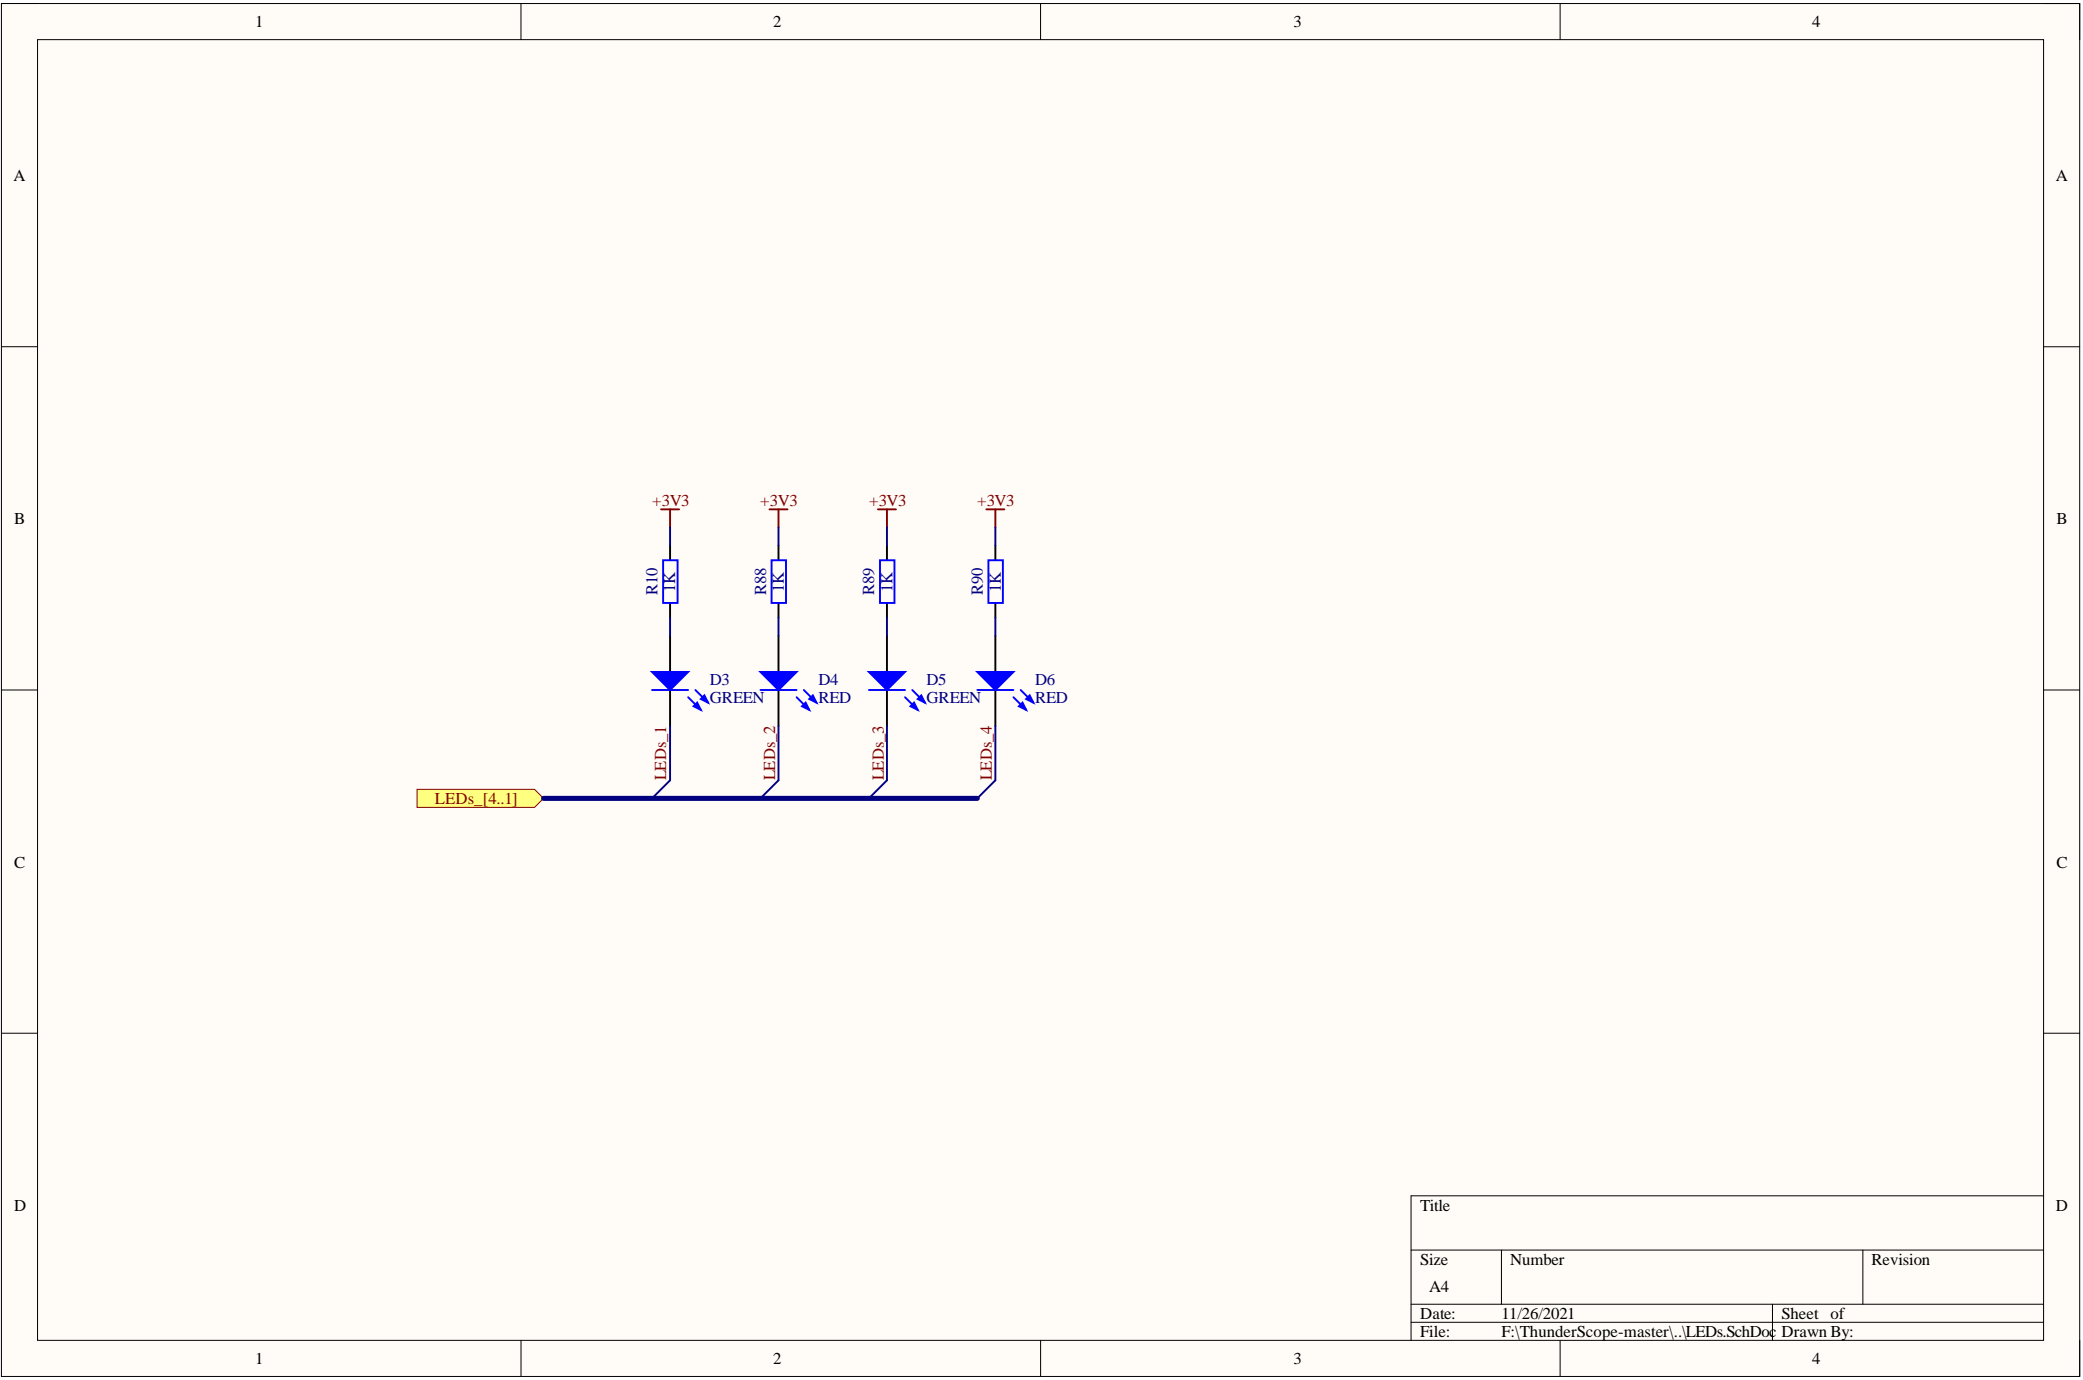 1 2 3 4
A A
+3V3 +3V3 +3V3 +3V3
B B
R10 1K R88 1K R89 1K R90 1K
D3 D4 D5 D6
GREEN RED GREEN RED
LEDs_1 LEDs_2 LEDs_3 LEDs_4
LEDs_[4..1]
C C
D D
Title
Size Number Revision
A4
Date: 11/26/2021 Sheet of
File: F:\ThunderScope-master\..\LEDs.SchDoc Drawn By:
1 2 3 4